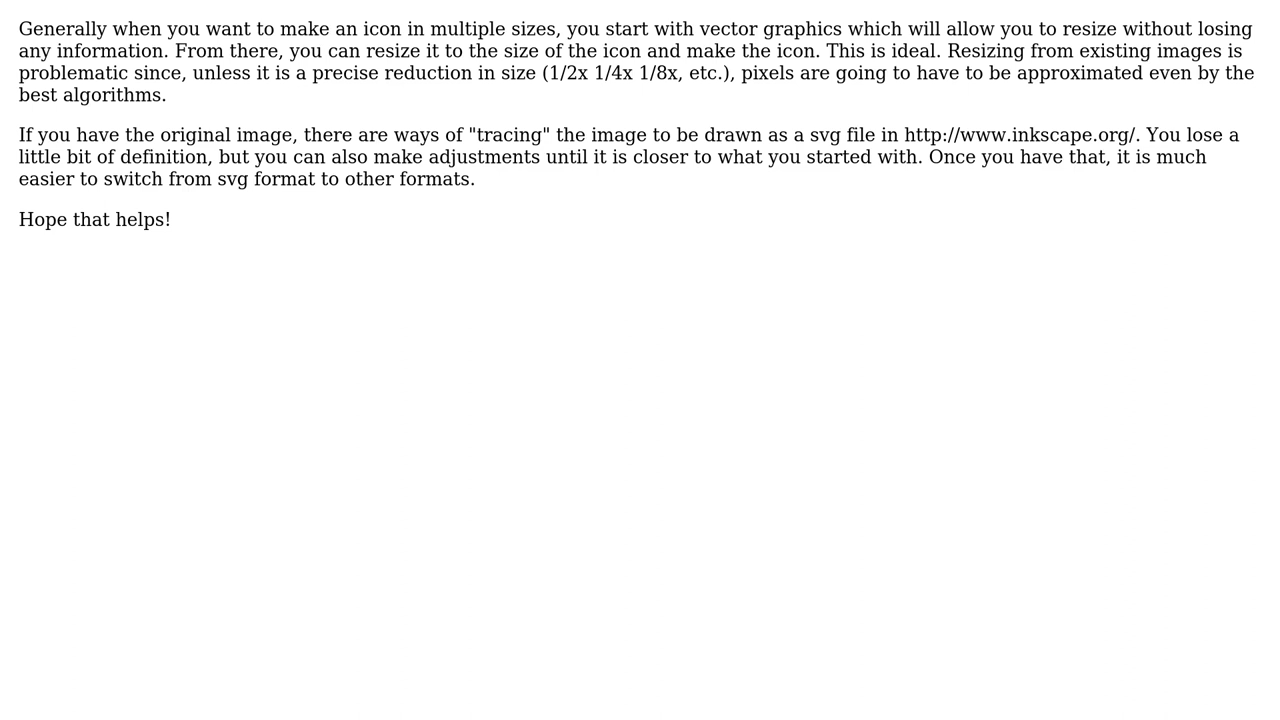 Generally when you want to make an icon in multiple sizes, you start with vector graphics which will allow you to resize without losing
any information. From there, you can resize it to the size of the icon and make the icon. This is ideal. Resizing from existing images is
problematic since, unless it is a precise reduction in size (1/2x 1/4x 1/8x, etc.), pixels are going to have to be approximated even by the
best algorithms.
If you have the original image, there are ways of "tracing" the image to be drawn as a svg file in http://www.inkscape.org/. You lose a
little bit of definition, but you can also make adjustments until it is closer to what you started with. Once you have that, it is much
easier to switch from svg format to other formats.
Hope that helps!